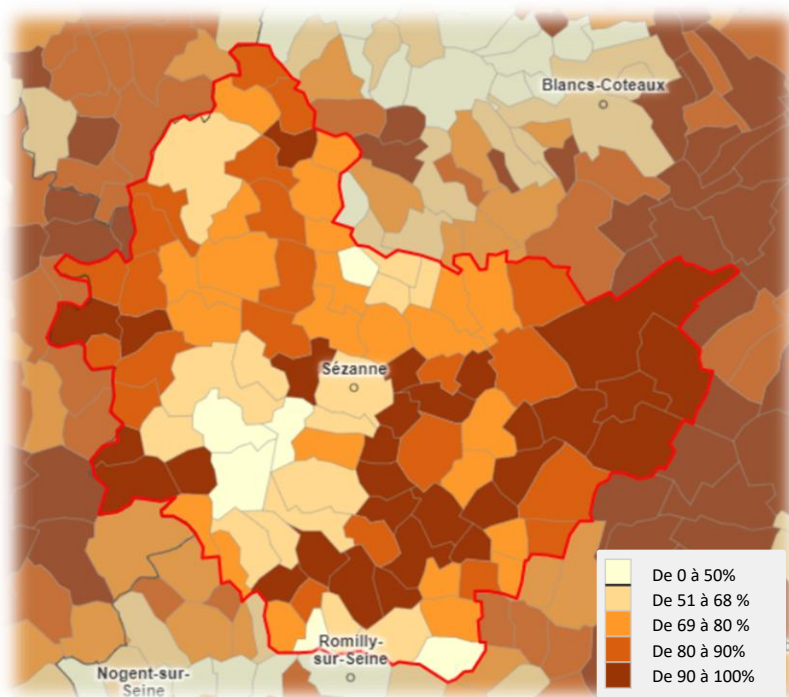 Blancs-Coteaux
Sézanne
De 0 à 50%
De 51 à 68 %
De 69 à 80 %
De 80 à 90%
De 90 à 100%
Romilly-
sur-Seine
Nogent-sur-
Seine